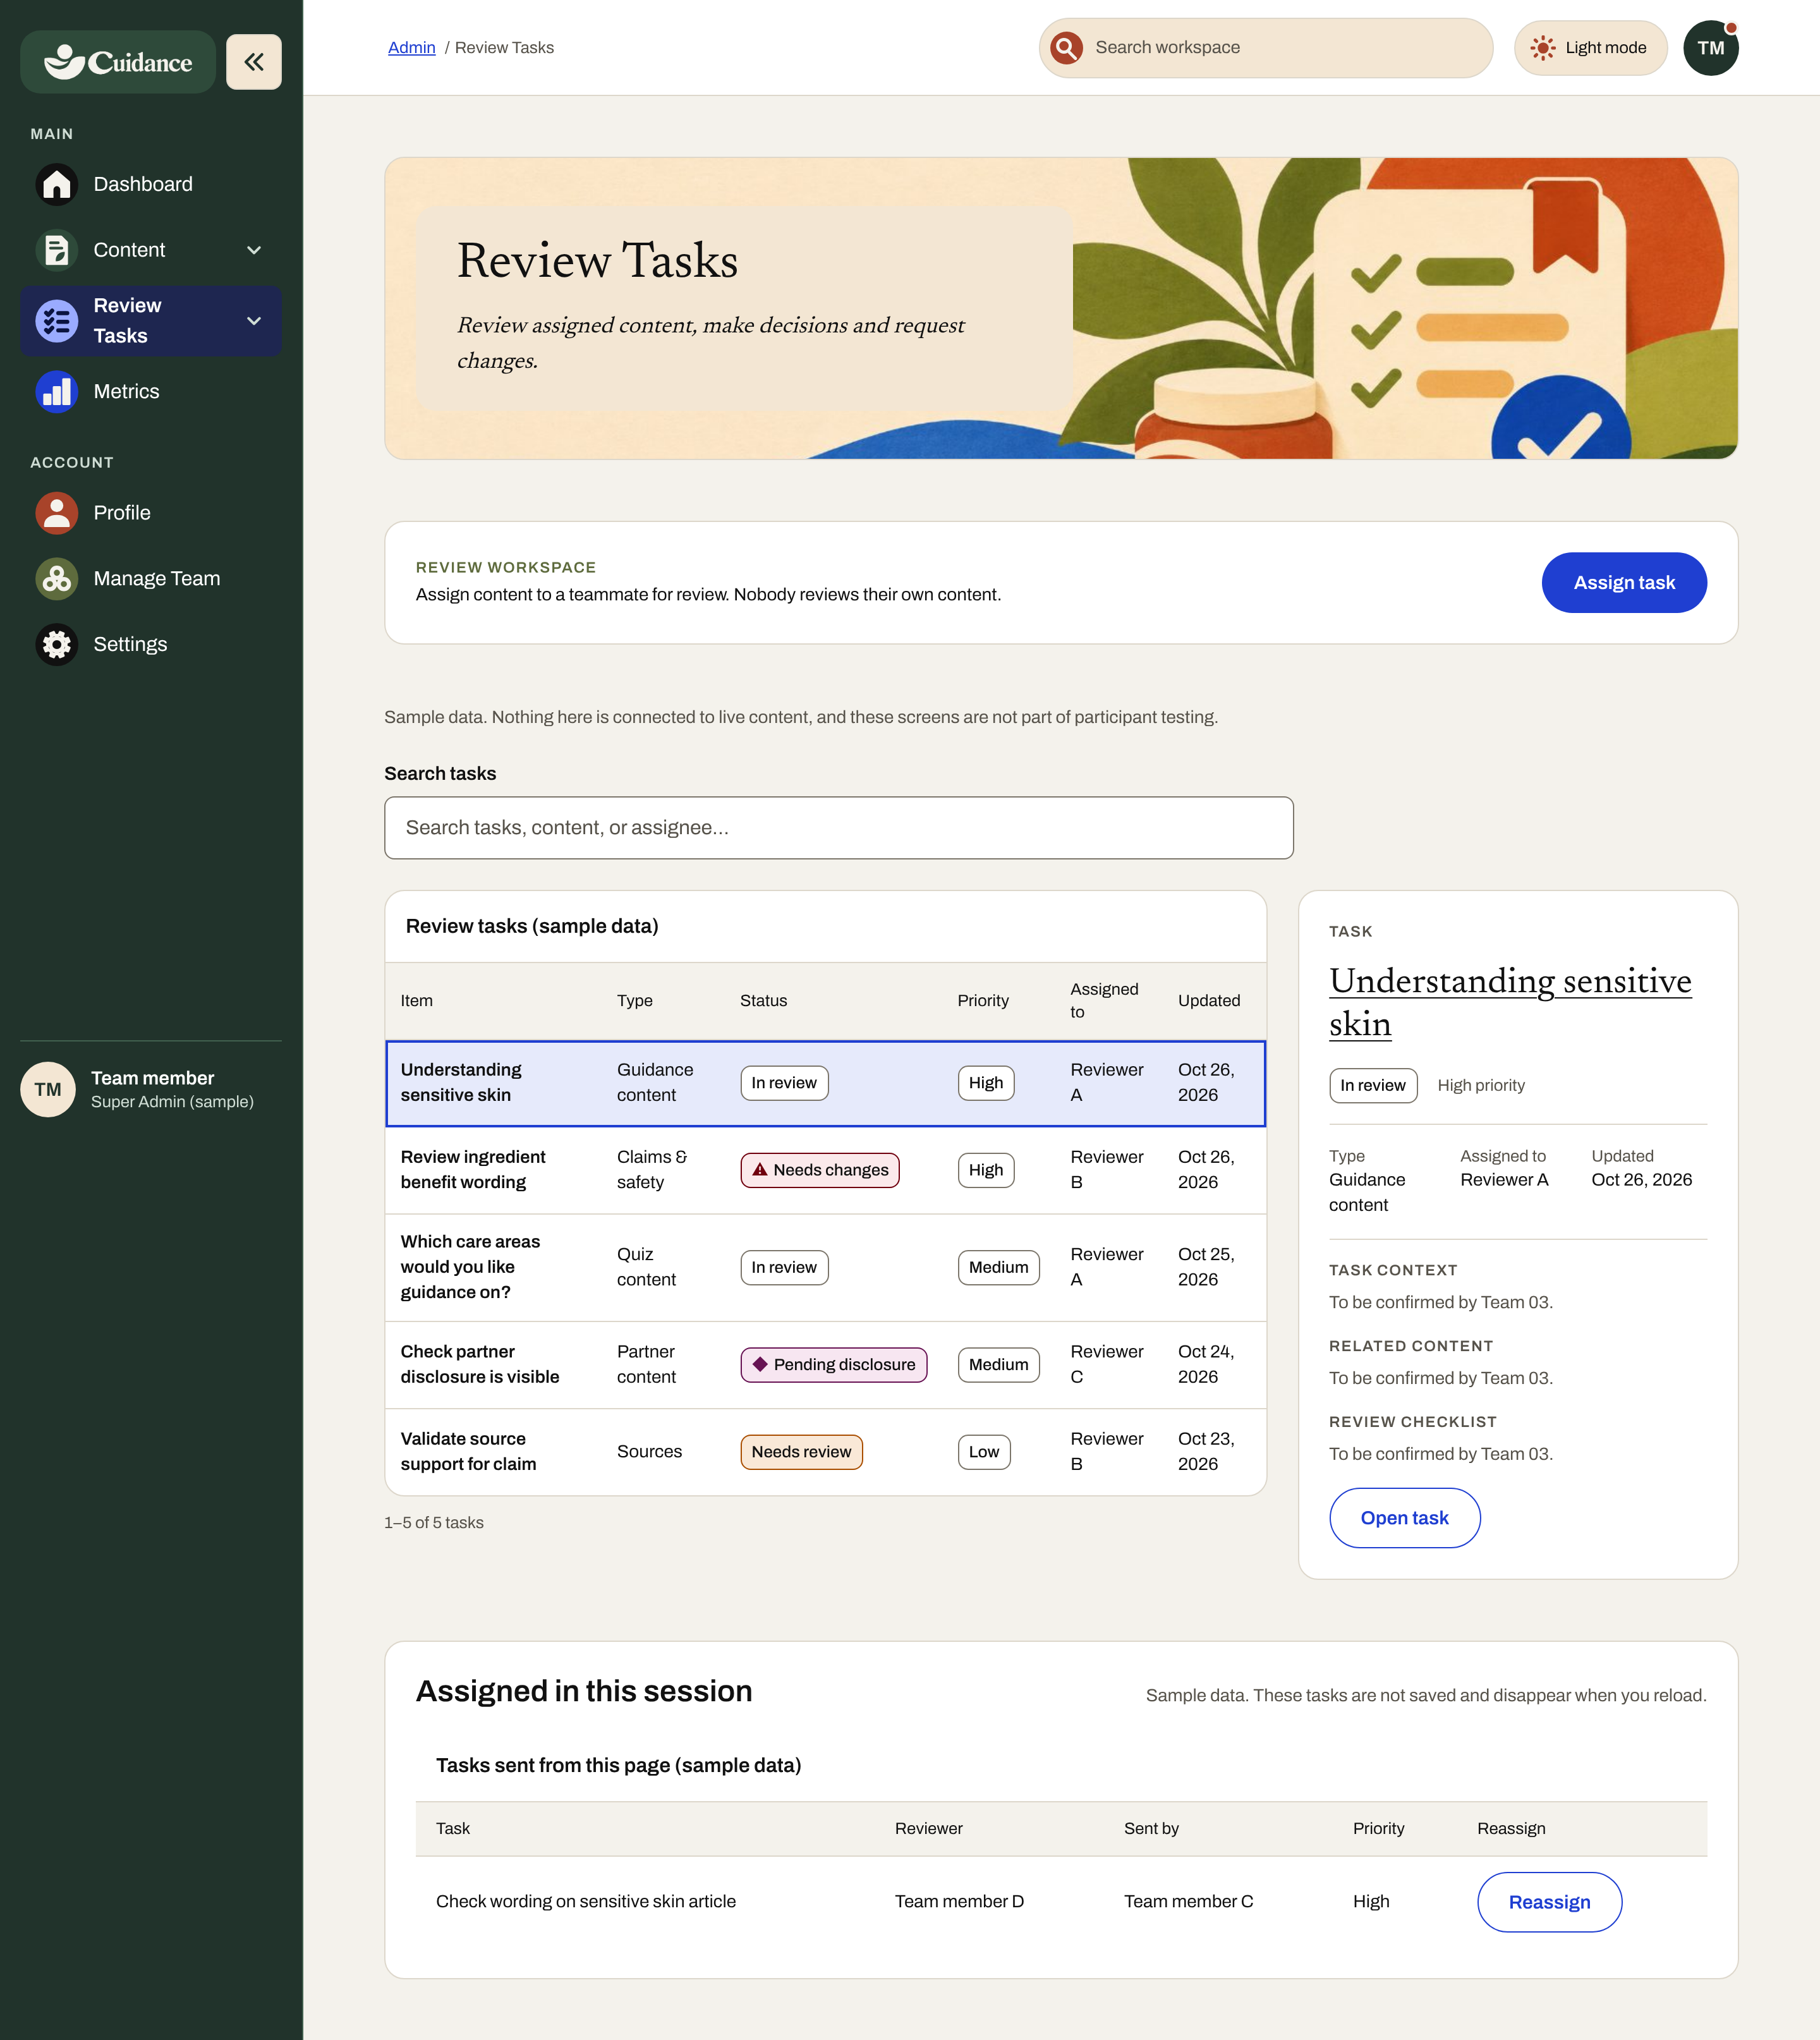 Cuidance
MAIN
Dashboard
Content
Review
Tasks
Metrics
ACCOUNT
Profile
Manage Team
Settings
TM
Team member
Super Admin (sample)
Admin / Review Tasks
Search workspace
Light mode
TM
Review Tasks
Review assigned content, make decisions and request
changes.
REVIEW WORKSPACE
Assign content to a teammate for review. Nobody reviews their own content.
Assign task
Sample data. Nothing here is connected to live content, and these screens are not part of participant testing.
Search tasks
Search tasks, content, or assignee...
Review tasks (sample data)
Item Type Status Priority Assigned to Updated
Understanding sensitive skin Guidance content In review High Reviewer A Oct 26, 2026
Review ingredient benefit wording Claims & safety Needs changes High Reviewer B Oct 26, 2026
Which care areas would you like guidance on? Quiz content In review Medium Reviewer A Oct 25, 2026
Check partner disclosure is visible Partner content Pending disclosure Medium Reviewer C Oct 24, 2026
Validate source support for claim Sources Needs review Low Reviewer B Oct 23, 2026
1–5 of 5 tasks
TASK
Understanding sensitive
skin
In review High priority
Type Assigned to Updated
Guidance content Reviewer A Oct 26, 2026
TASK CONTEXT
To be confirmed by Team 03.
RELATED CONTENT
To be confirmed by Team 03.
REVIEW CHECKLIST
To be confirmed by Team 03.
Open task
Assigned in this session
Sample data. These tasks are not saved and disappear when you reload.
Tasks sent from this page (sample data)
Task Reviewer Sent by Priority Reassign
Check wording on sensitive skin article Team member D Team member C High Reassign